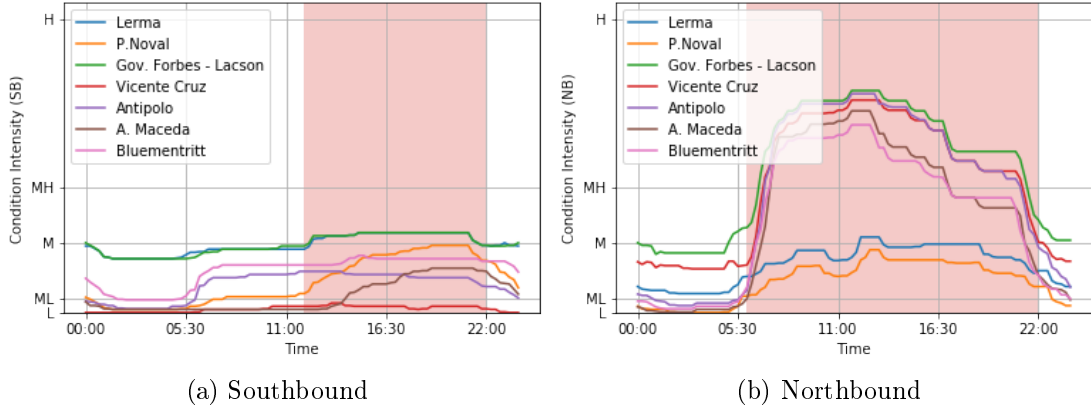 H
MH
M
ML
L
Condition Intensity (SB)
Lerma
P.Noval
Gov. Forbes - Lacson
Vicente Cruz
Antipolo
A. Maceda
Bluementritt
00:00 05:30 11:00 16:30 22:00
Time
(a) Southbound
H
MH
M
ML
L
Condition Intensity (NB)
Lerma
P.Noval
Gov. Forbes - Lacson
Vicente Cruz
Antipolo
A. Maceda
Bluementritt
00:00 05:30 11:00 16:30 22:00
Time
(b) Northbound